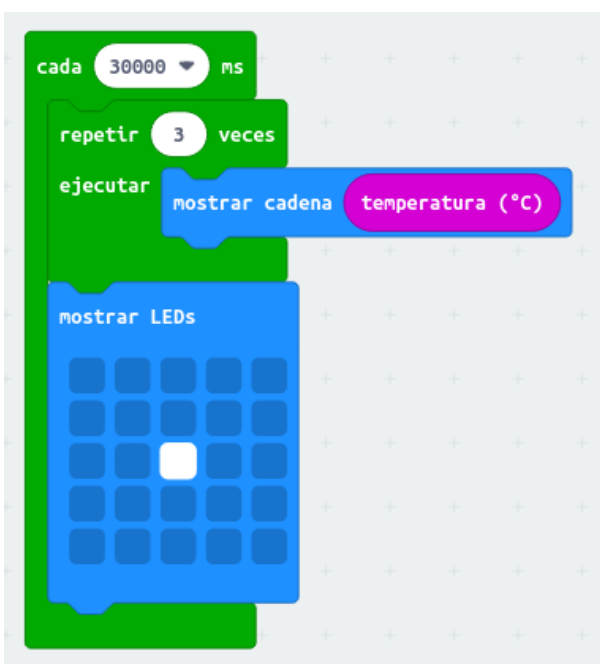 cada 30000 ms
repetir 3 veces
ejecutar
mostrar cadena temperatura (°C)
mostrar LEDs